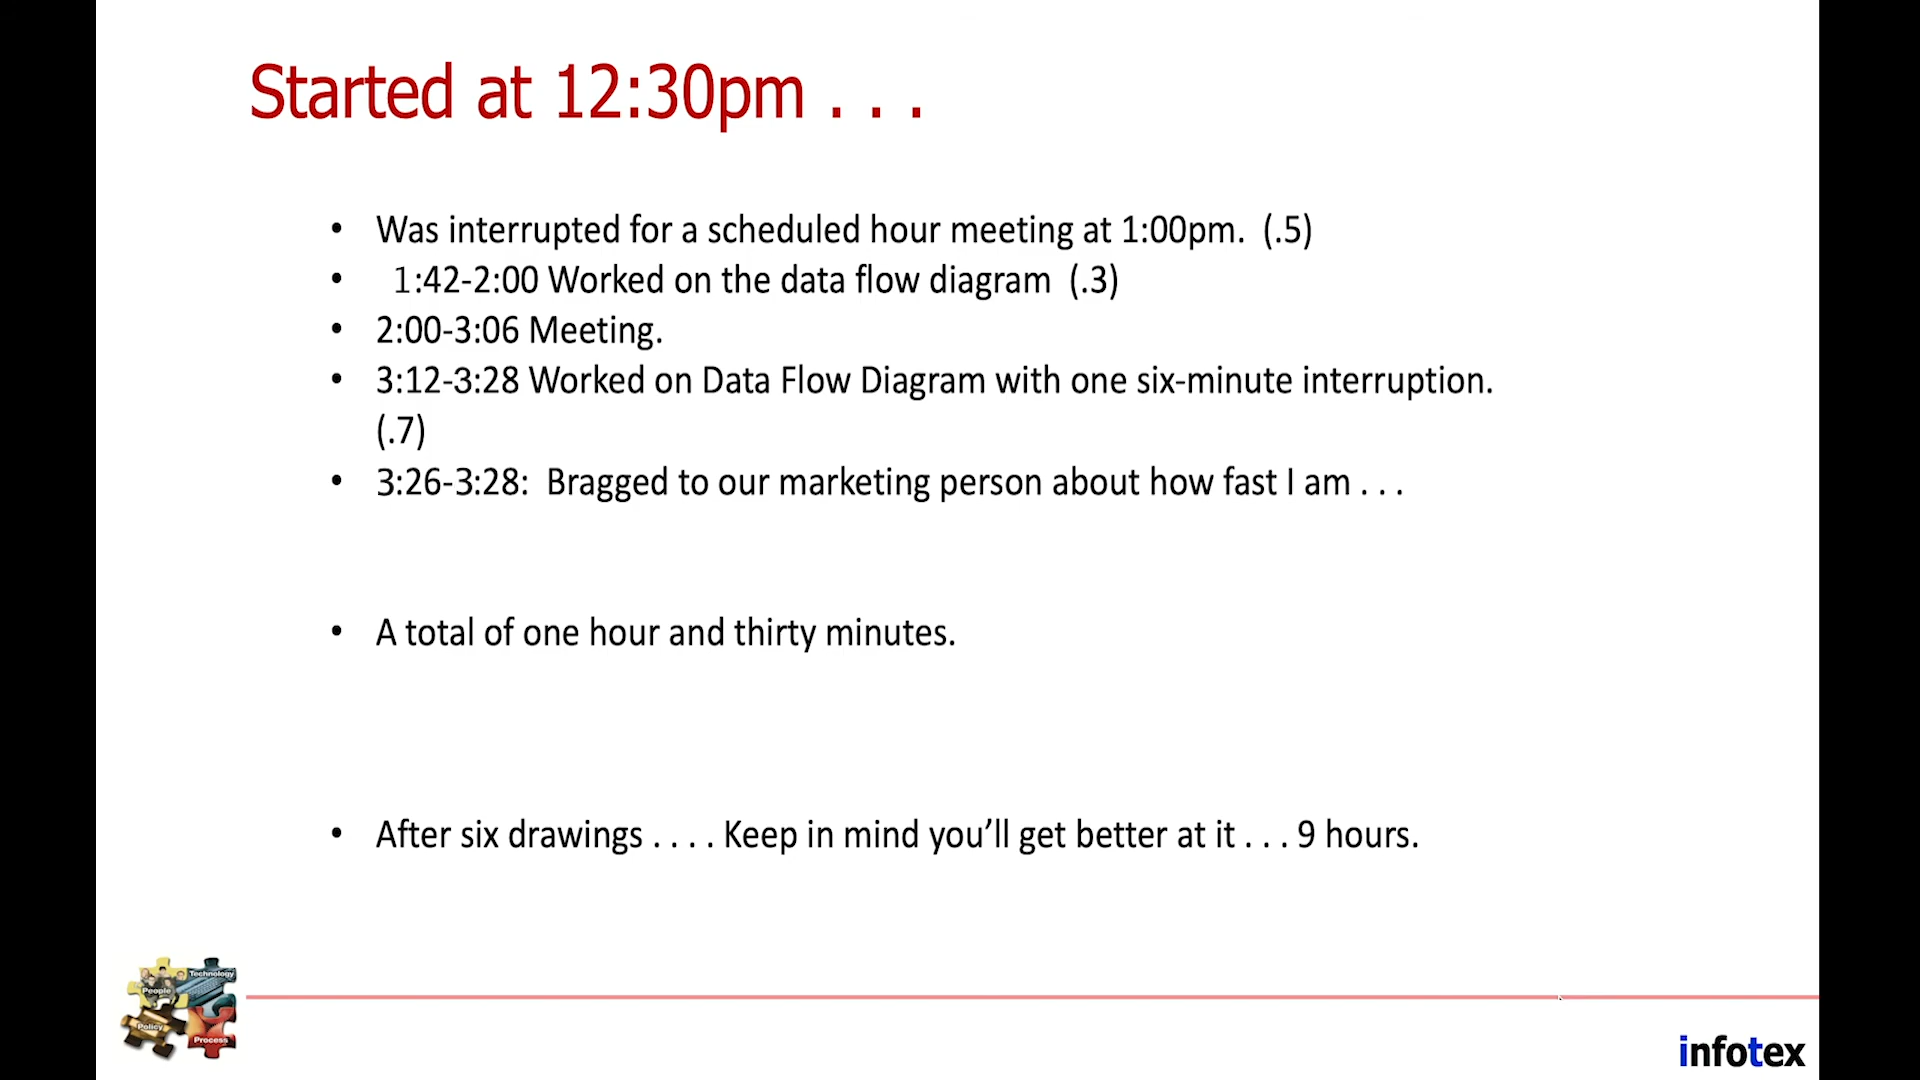 Started at 12:30pm . . .
• Was interrupted for a scheduled hour meeting at 1:00pm. (.5)
• 1:42-2:00 Worked on the data flow diagram (.3)
• 2:00-3:06 Meeting.
• 3:12-3:28 Worked on Data Flow Diagram with one six-minute interruption.
(.7)
• 3:26-3:28: Bragged to our marketing person about how fast I am . . .
• A total of one hour and thirty minutes.
• After six drawings . . . . Keep in mind you’ll get better at it . . . 9 hours.
Technology
People
Policy
Process
infotex